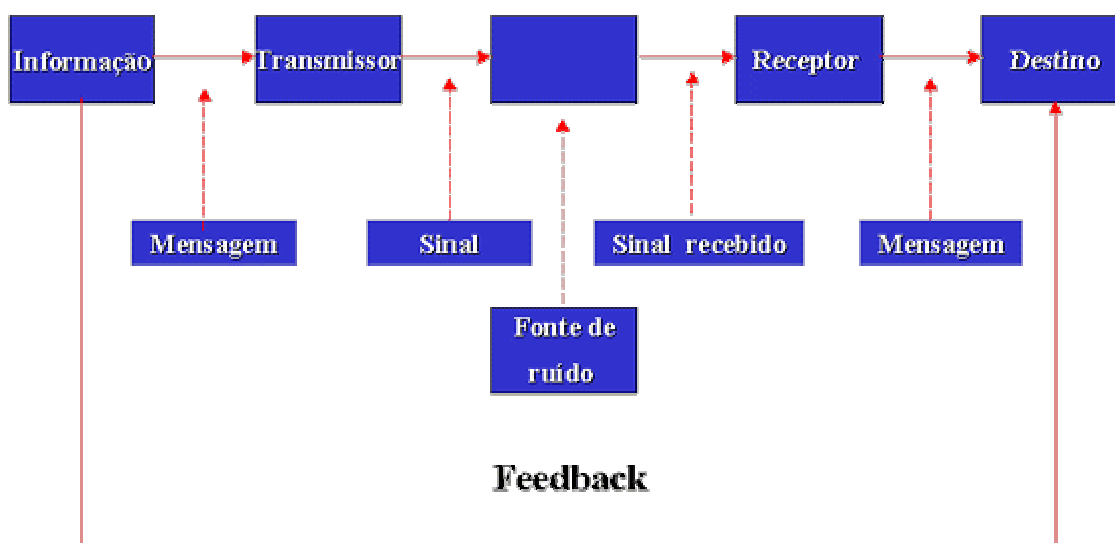 Informação
Transmissor
Receptor
Destino
Mensagem
Sinal
Sinal recebido
Mensagem
Fonte de
ruído
Feedback